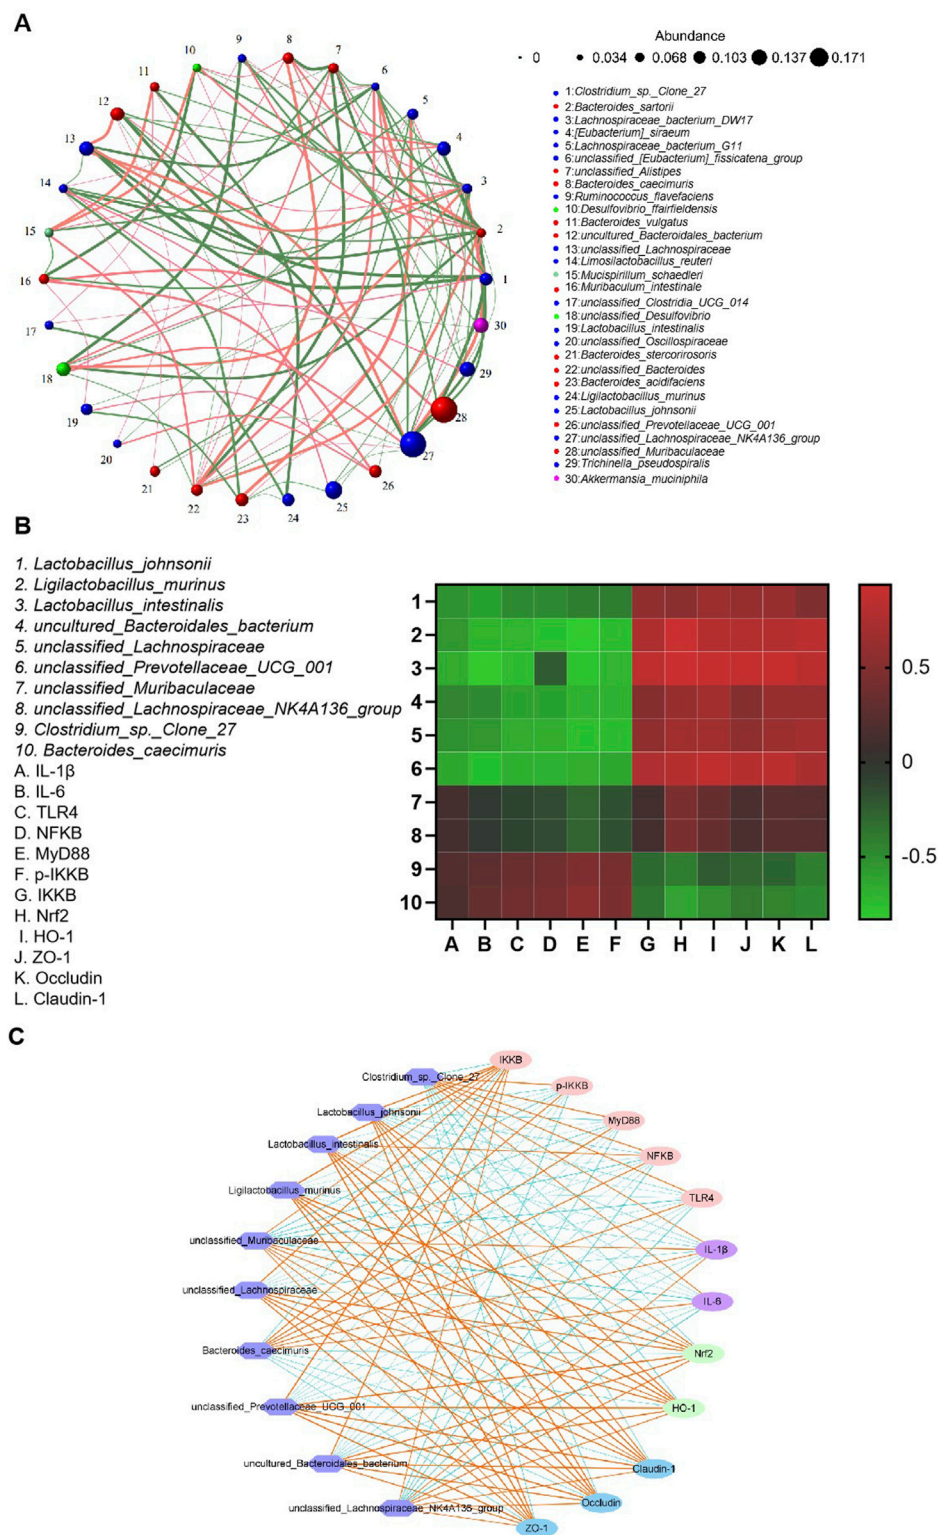 A
Abundance
0 0.034 0.068 0.103 0.137 0.171
1:Clostridium_sp._Clone_27
2:Bacteroides_sartorii
3:Lachnospiraceae_bacterium_DW17
4:[Eubacterium]_siraeum
5:Lachnospiraceae_bacterium_G11
6:unclassified_[Eubacterium]_fissicatena_group
7:unclassified_Alistipes
8:Bacteroides_caecimuris
9:Ruminococcus_flavefaciens
10:Desulfovibrio_ffairfieldensis
11:Bacteroides_vulgatus
12:uncultured_Bacteroidales_bacterium
13:unclassified_Lachnospiraceae
14:Limosilactobacillus_reuteri
15:Mucispirillum_schaedleri
16:Muribaculum_intestinale
17:unclassified_Clostridia_UCG_014
18:unclassified_Desulfovibrio
19:Lactobacillus_intestinalis
20:unclassified_Oscillospiraceae
21:Bacteroides_stercorirosoris
22:unclassified_Bacteroides
23:Bacteroides_acidifaciens
24:Ligilactobacillus_murinus
25:Lactobacillus_johnsonii
26:unclassified_Prevotellaceae_UCG_001
27:unclassified_Lachnospiraceae_NK4A136_group
28:unclassified_Muribaculaceae
29:Trichinella_pseudospiralis
30:Akkermansia_muciniphila
1
2
3
4
5
6
7
8
9
10
11
12
13
14
15
16
17
18
19
20
21
22
23
24
25
26
27
28
29
30
B
1. Lactobacillus_johnsonii
2. Ligilactobacillus_murinus
3. Lactobacillus_intestinalis
4. uncultured_Bacteroidales_bacterium
5. unclassified_Lachnospiraceae
6. unclassified_Prevotellaceae_UCG_001
7. unclassified_Muribaculaceae
8. unclassified_Lachnospiraceae_NK4A136_group
9. Clostridium_sp._Clone_27
10. Bacteroides_caecimuris
A. IL-1β
B. IL-6
C. TLR4
D. NFKB
E. MyD88
F. p-IKKB
G. IKKB
H. Nrf2
I. HO-1
J. ZO-1
K. Occludin
L. Claudin-1
1
2
3
4
5
6
7
8
9
10
A B C D E F G H I J K L
0.5
0
-0.5
C
IKKB
Clostridium_sp._Clone_27
p-IKKB
Lactobacillus_johnsonii
MyD88
Lactobacillus_intestinalis
NFKB
Ligilactobacillus_murinus
TLR4
unclassified_Muribaculaceae
IL-1β
unclassified_Lachnospiraceae
IL-6
Bacteroides_caecimuris
Nrf2
unclassified_Prevotellaceae_UCG_001
HO-1
uncultured_Bacteroidales_bacterium
Claudin-1
unclassified_Lachnospiraceae_NK4A136_group
Occludin
ZO-1